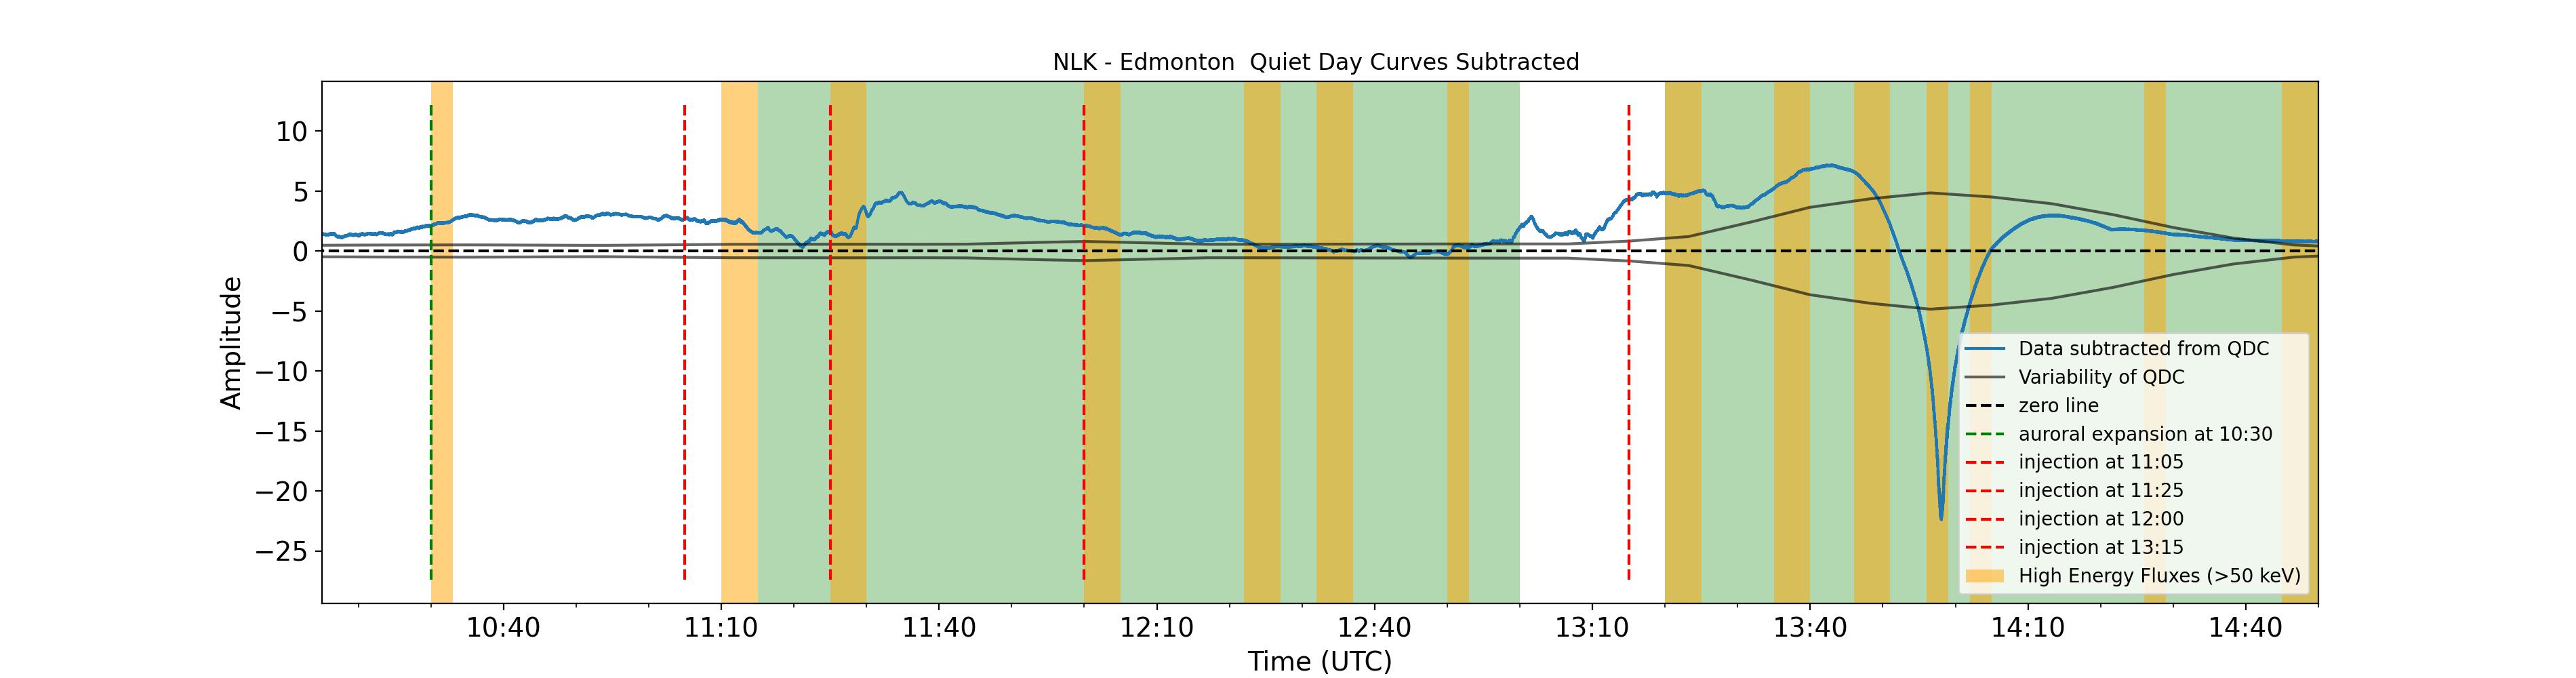 NLK - Edmonton  Quiet Day Curves Subtracted
Amplitude
10
5
0
−5
−10
−15
−20
−25
Data subtracted from QDC
Variability of QDC
zero line
auroral expansion at 10:30
injection at 11:05
injection at 11:25
injection at 12:00
injection at 13:15
High Energy Fluxes (>50 keV)
10:40
11:10
11:40
12:10
12:40
13:10
13:40
14:10
14:40
Time (UTC)